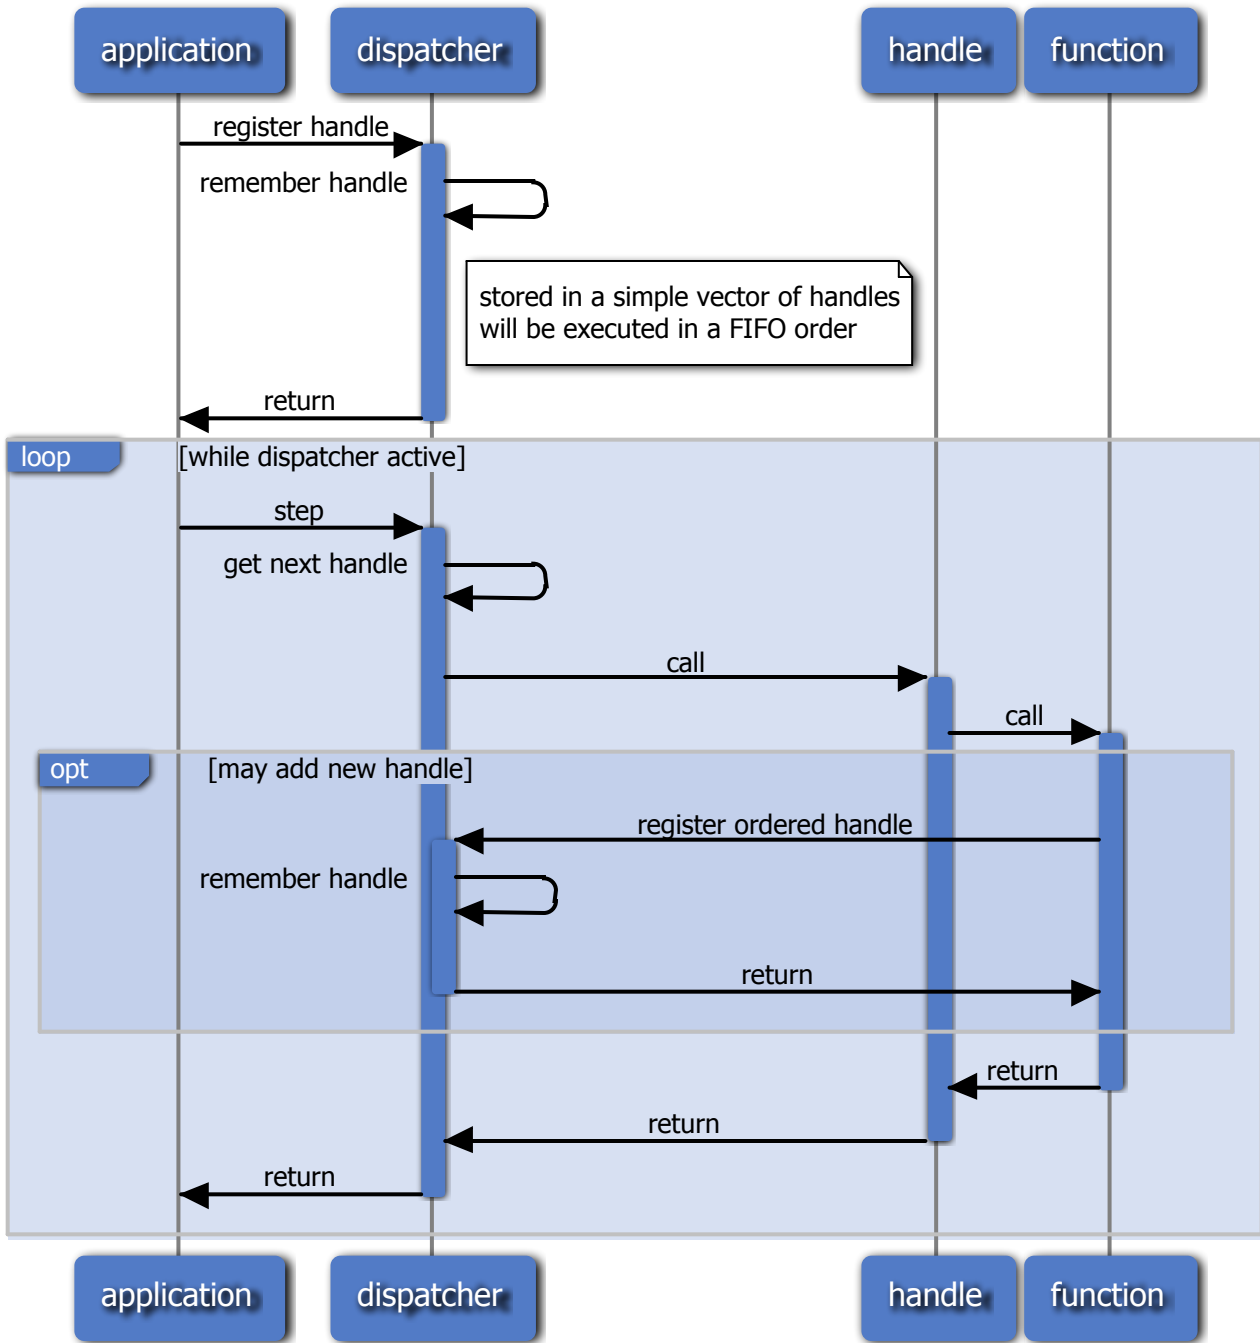 application
dispatcher
handle
function
register handle
remember handle
stored in a simple vector of handles
will be executed in a FIFO order
return
loop
[while dispatcher active]
step
get next handle
call
call
opt
[may add new handle]
register ordered handle
remember handle
return
return
return
return
application
dispatcher
handle
function